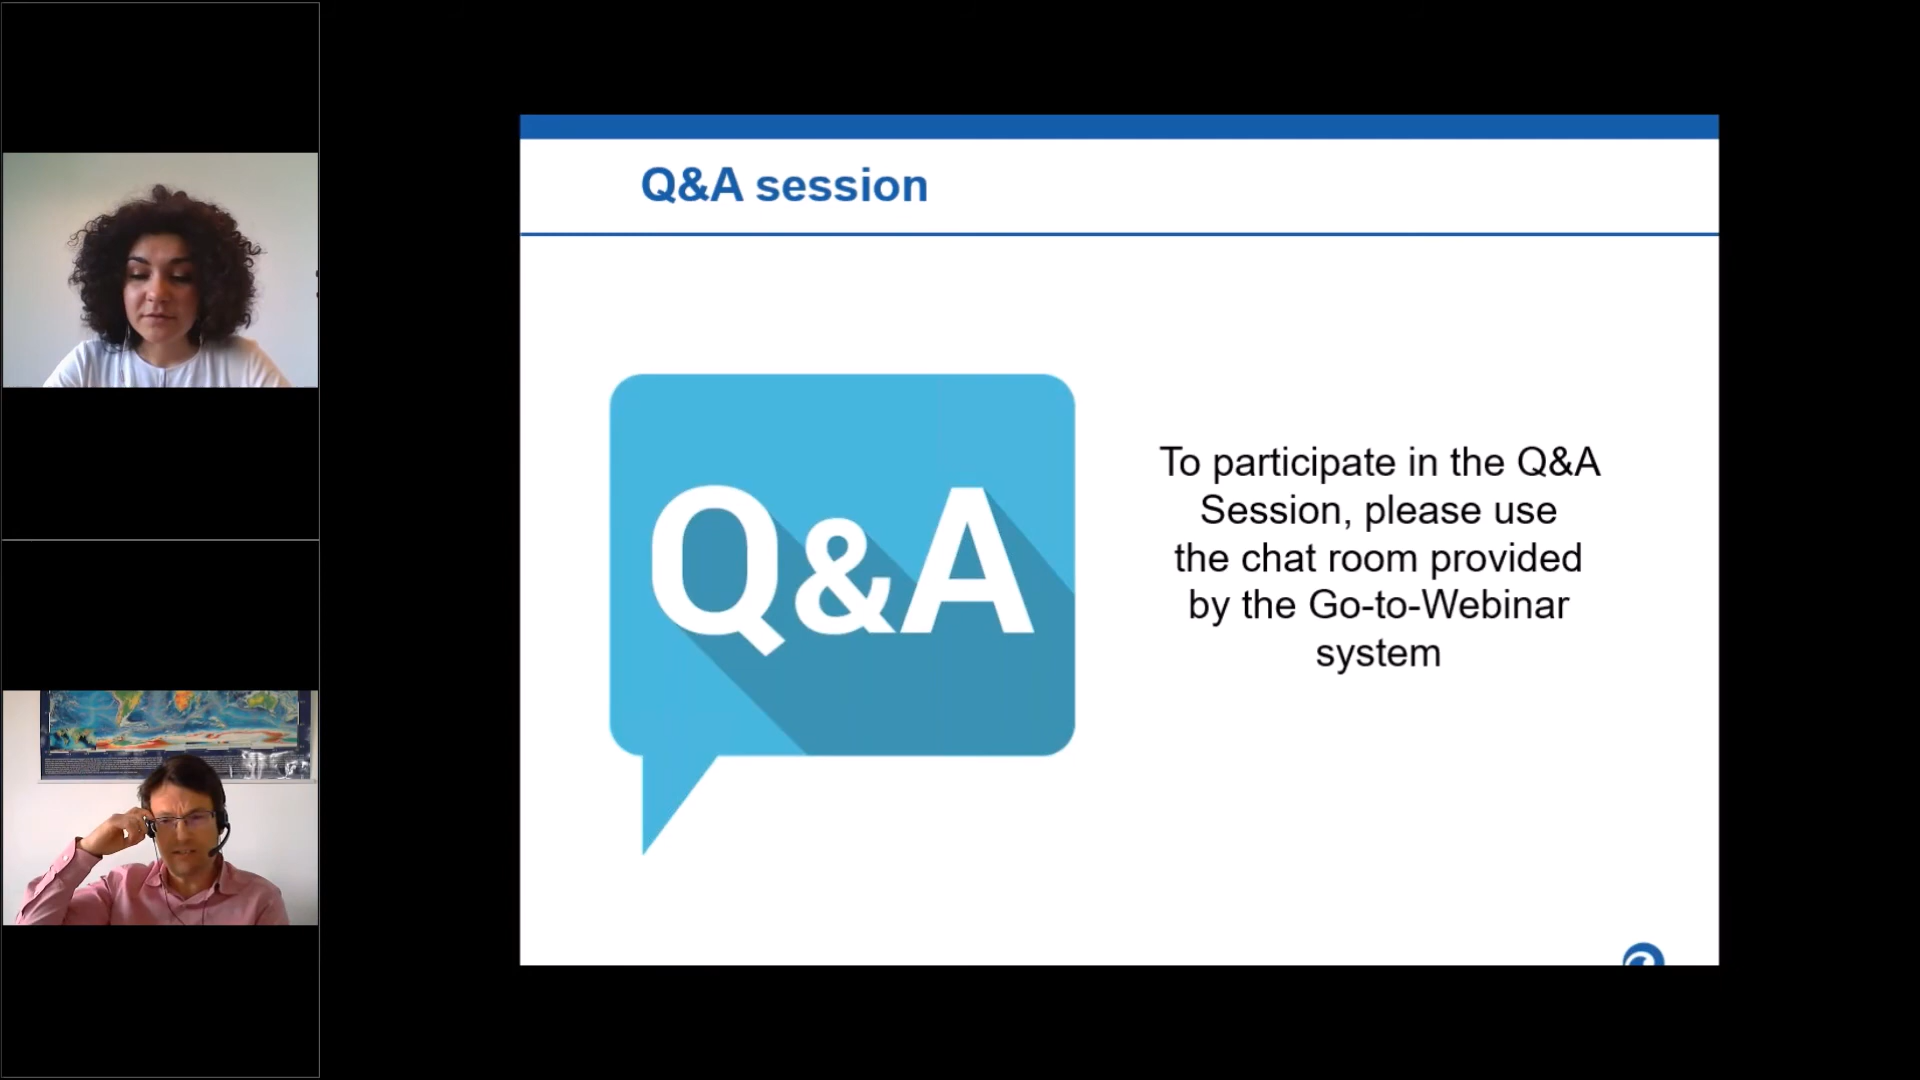 Q&A session
Q&A
To participate in the Q&A
Session, please use
the chat room provided
by the Go-to-Webinar
system